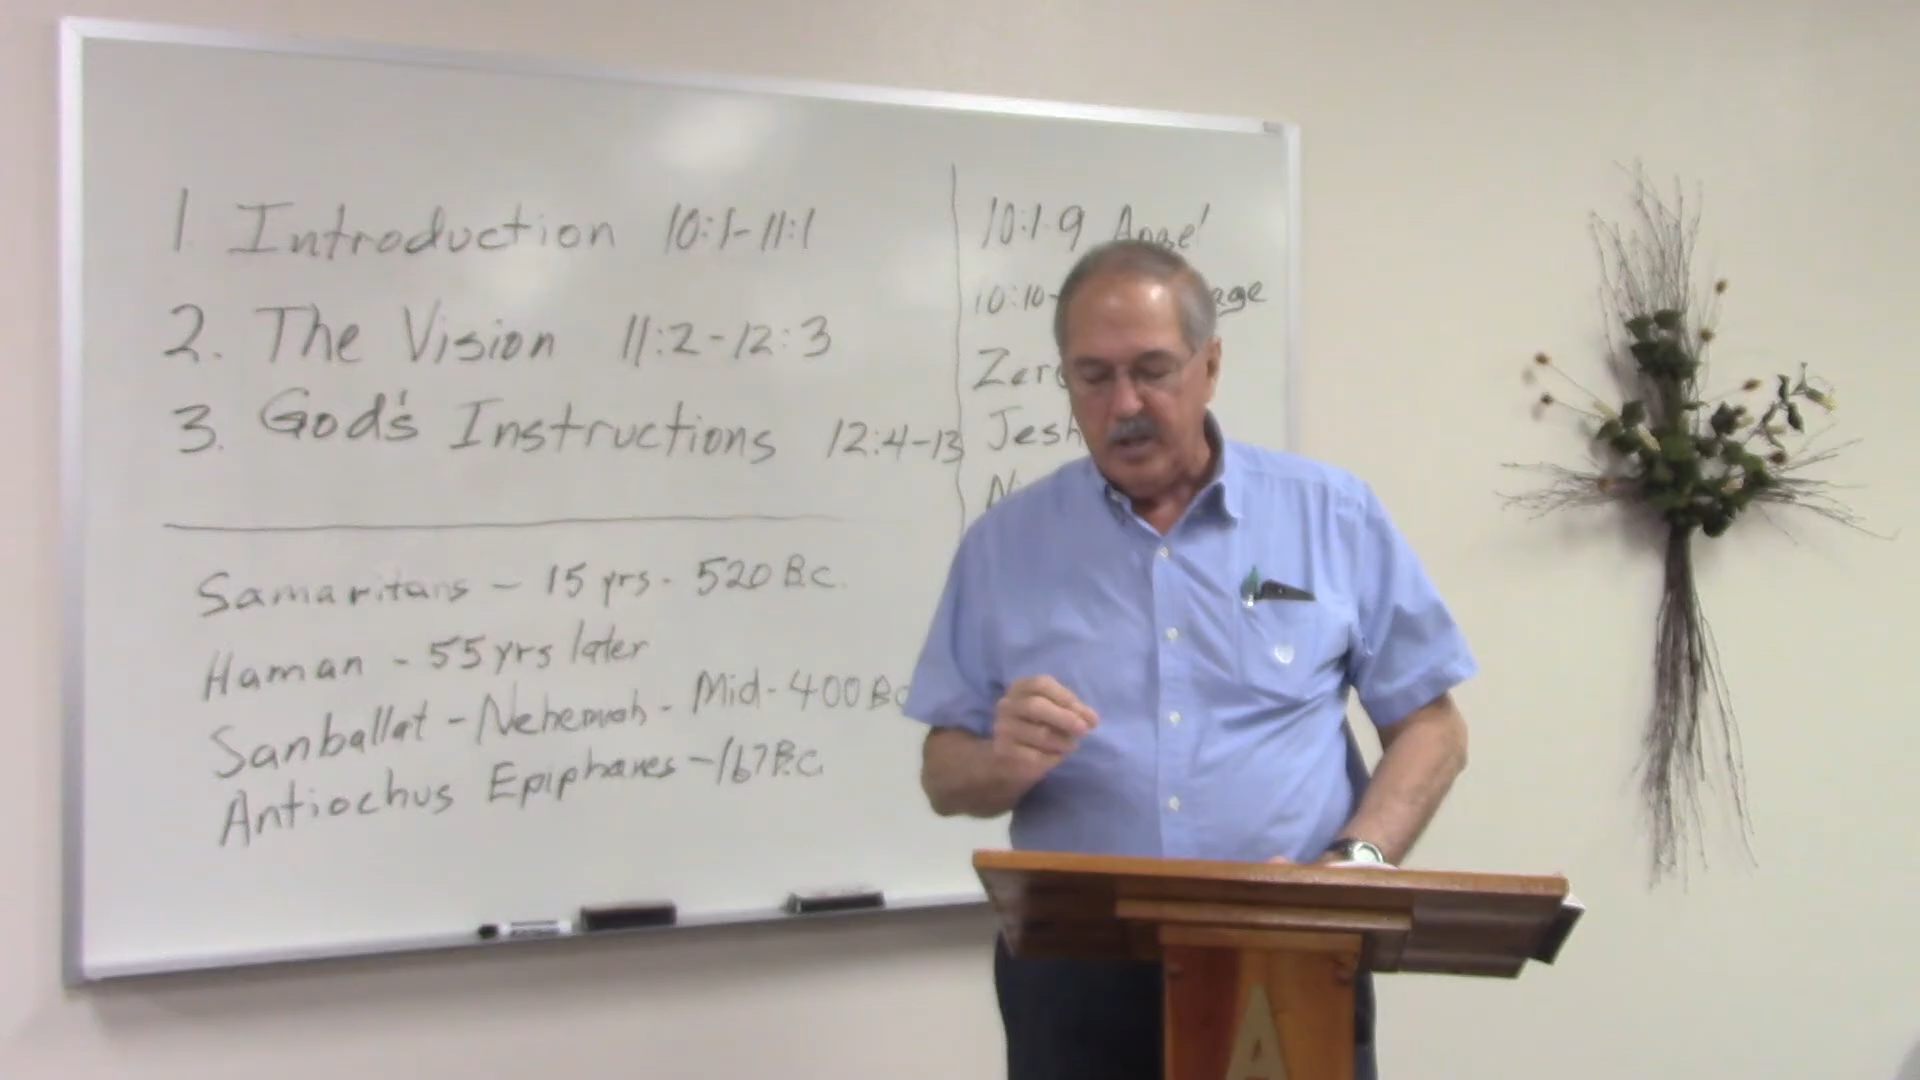 1. Introduction 10:1-11:1
2. The Vision 11:2-12:3
3. God's Instructions 12:4-13
Samaritans - 15 yrs. 520 B.C.
Haman - 55 yrs later
Sanballat - Nehemiah - Mid-400 BC
Antiochus Epiphanes - 167 B.C.
10:1-9 Angel
10:10-
A